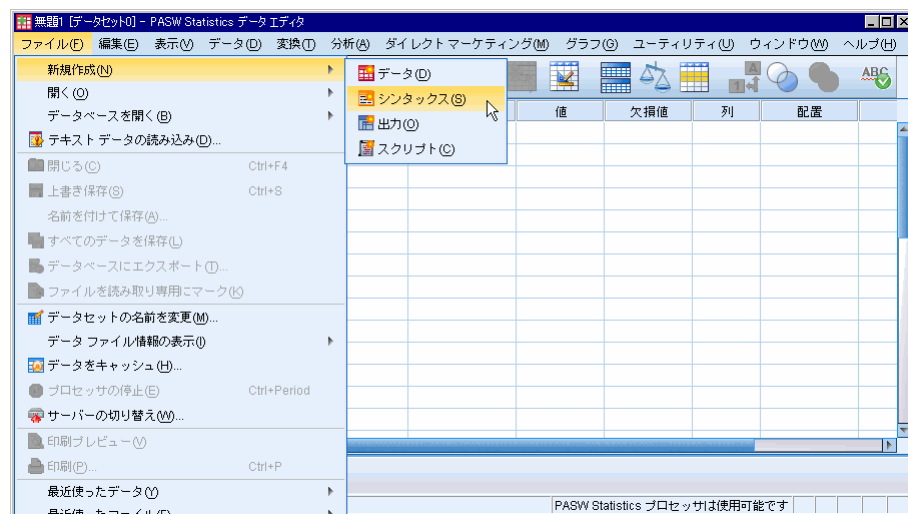 無題1 [データセット0] - PASW Statistics データ エディタ
ファイル(F) 編集(E) 表示(V) データ(D) 変換(T) 分析(A) ダイレクト マーケティング(M) グラフ(G) ユーティリティ(U) ウィンドウ(W) ヘルプ(H)
新規作成(N)
開く(O)
データベースを開く(B)
テキスト データの読み込み(D)...
閉じる(C) Ctrl+F4
上書き保存(S) Ctrl+S
名前を付けて保存(A)...
すべてのデータを保存(L)
データベースにエクスポート(T)...
ファイルを読み取り専用にマーク(K)
データセットの名前を変更(M)...
データ ファイル情報の表示(I)
データをキャッシュ(H)...
プロセッサの停止(E) Ctrl+Period
サーバーの切り替え(W)...
印刷プレビュー(V)
印刷(P)... Ctrl+P
最近使ったデータ(Y)
最近使ったファイル(F)
データ(D)
シンタックス(S)
出力(O)
スクリプト(C)
A
1
ABC
値 欠損値 列 配置
PASW Statistics プロセッサは使用可能です